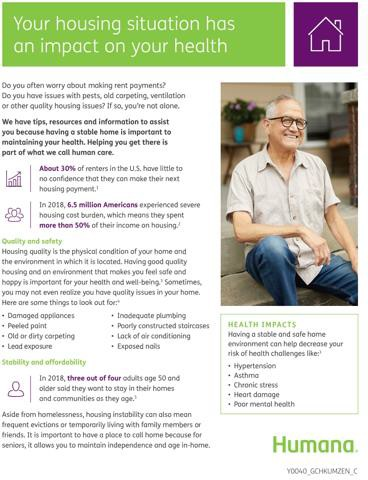 Your housing situation has
an impact on your health
Do you often worry about making rent payments?
Do you have issues with pests, old carpeting, ventilation
or other quality housing issues? If so, you're not alone.
We have tips, resources and information to assist
you because having a stable home is important to
maintaining your health. Helping you get there is
part of what we call human care.
About 30% of renters in the U.S. have little to
no confidence that they can make their next
housing payment.¹
In 2018, 6.5 million Americans experienced severe
housing cost burden, which means they spent
more than 50% of their income on housing.²
Quality and safety
Housing quality is the physical condition of your home and
the environment in which it is located. Having good quality
housing and an environment that makes you feel safe and
happy is important for your health and well-being.³ Sometimes,
you may not even realize you have quality issues in your home.
Here are some things to look out for:⁴
• Damaged appliances
• Peeled paint
• Old or dirty carpeting
• Lead exposure
• Inadequate plumbing
• Poorly constructed staircases
• Lack of air conditioning
• Exposed nails
Stability and affordability
In 2018, three out of four adults age 50 and
older said they want to stay in their homes
and communities as they age.⁵
Aside from homelessness, housing instability can also mean
frequent evictions or temporarily living with family members or
friends. It is important to have a place to call home because for
seniors, it allows you to maintain independence and age in-home.
HEALTH IMPACTS
Having a stable and safe home
environment can help decrease your
risk of health challenges like:³
• Hypertension
• Asthma
• Chronic stress
• Heart damage
• Poor mental health
Humana.
Y0040_GCHKUMZEN_C